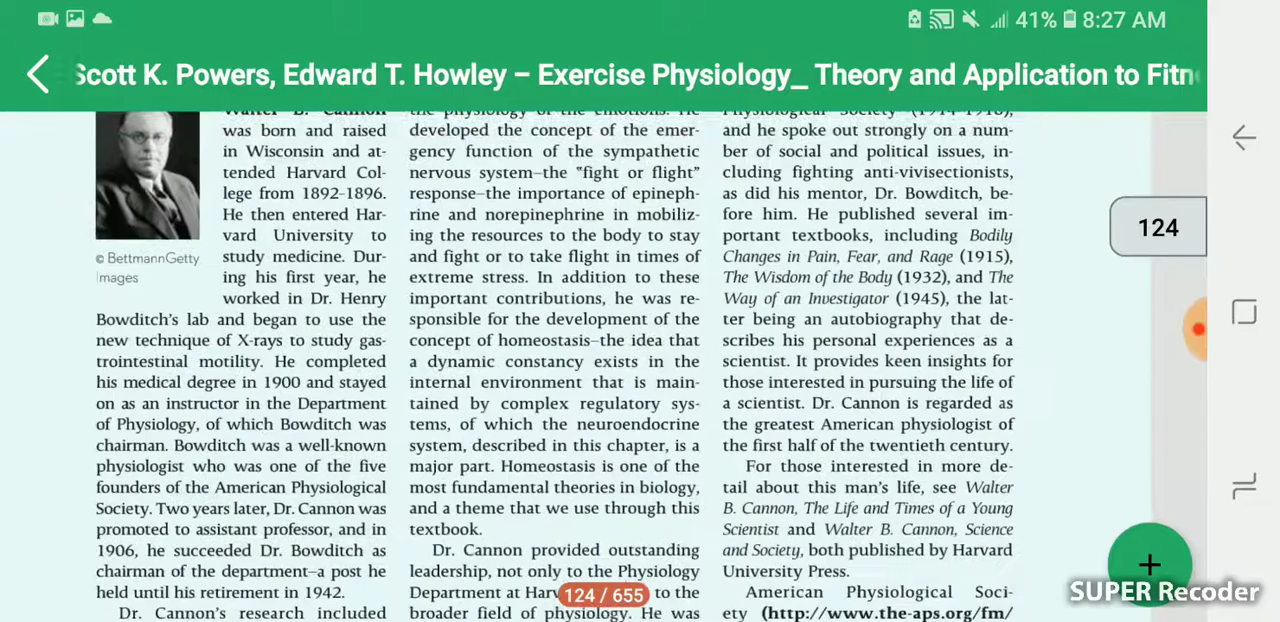 41% 8:27 AM
Scott K. Powers, Edward T. Howley – Exercise Physiology_ Theory and Application to Fitn
Walter B. Cannon
was born and raised
in Wisconsin and at-
tended Harvard Col-
lege from 1892-1896.
He then entered Har-
vard University to
study medicine. Dur-
ing his first year, he
worked in Dr. Henry
© BettmannGetty
Images
Bowditch's lab and began to use the
new technique of X-rays to study gas-
trointestinal motility. He completed
his medical degree in 1900 and stayed
on as an instructor in the Department
of Physiology, of which Bowditch was
chairman. Bowditch was a well-known
physiologist who was one of the five
founders of the American Physiological
Society. Two years later, Dr. Cannon was
promoted to assistant professor, and in
1906, he succeeded Dr. Bowditch as
chairman of the department–a post he
held until his retirement in 1942.
Dr. Cannon's research included
the physiology of the emotions. He
developed the concept of the emer-
gency function of the sympathetic
nervous system–the "fight or flight"
response–the importance of epineph-
rine and norepinephrine in mobiliz-
ing the resources to the body to stay
and fight or to take flight in times of
extreme stress. In addition to these
important contributions, he was re-
sponsible for the development of the
concept of homeostasis–the idea that
a dynamic constancy exists in the
internal environment that is main-
tained by complex regulatory sys-
tems, of which the neuroendocrine
system, described in this chapter, is a
major part. Homeostasis is one of the
most fundamental theories in biology,
and a theme that we use through this
textbook.
Dr. Cannon provided outstanding
leadership, not only to the Physiology
Department at Harv to the
broader field of physiology. He was
Physiological Society (1914-1916),
and he spoke out strongly on a num-
ber of social and political issues, in-
cluding fighting anti-vivisectionists,
as did his mentor, Dr. Bowditch, be-
fore him. He published several im-
portant textbooks, including Bodily
Changes in Pain, Fear, and Rage (1915),
The Wisdom of the Body (1932), and The
Way of an Investigator (1945), the lat-
ter being an autobiography that de-
scribes his personal experiences as a
scientist. It provides keen insights for
those interested in pursuing the life of
a scientist. Dr. Cannon is regarded as
the greatest American physiologist of
the first half of the twentieth century.
For those interested in more de-
tail about this man's life, see Walter
B. Cannon, The Life and Times of a Young
Scientist and Walter B. Cannon, Science
and Society, both published by Harvard
University Press.
American Physiological Soci-
ety (http://www.the-aps.org/fm/
124
124 / 655
+
SUPER Recoder